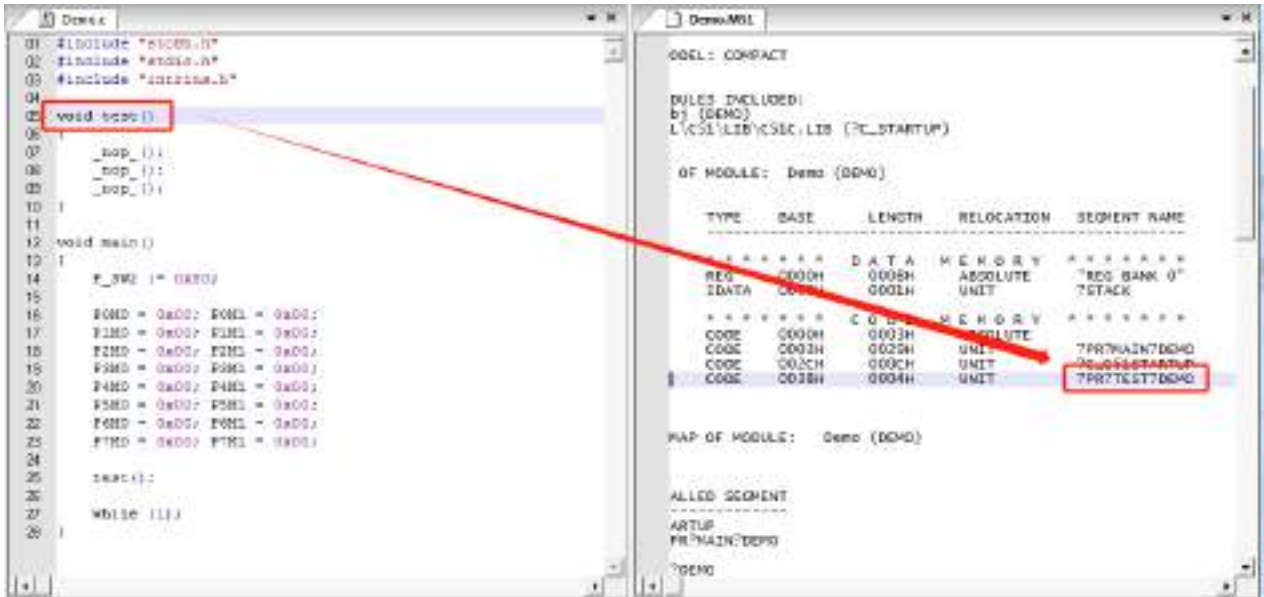 Demo.c
01 #include "stc8h.h"
02 #include "stdio.h"
03 #include "intrins.h"
04
05 void test()
06 {
07 _nop_();
08 _nop_();
09 _nop_();
10 }
11
12 void main()
13 {
14 P_SW2 |= 0x80;
15
16 P0M0 = 0x00; P0M1 = 0x00;
17 P1M0 = 0x00; P1M1 = 0x00;
18 P2M0 = 0x00; P2M1 = 0x00;
19 P3M0 = 0x00; P3M1 = 0x00;
20 P4M0 = 0x00; P4M1 = 0x00;
21 P5M0 = 0x00; P5M1 = 0x00;
22 P6M0 = 0x00; P6M1 = 0x00;
23 P7M0 = 0x00; P7M1 = 0x00;
24
25 test();
26
27 while (1);
28 }
Demo.M51
ODEL: COMPACT
DULES INCLUDED:
bj (DEMO)
L\C51\LIB\C51C.LIB (?C_STARTUP)
OF MODULE: Demo (DEMO)
TYPE BASE LENGTH RELOCATION SEGMENT NAME
* * * * * * * D A T A M E M O R Y * * * * * * *
REG 0000H 0008H ABSOLUTE "REG BANK 0"
IDATA 0001H UNIT ?STACK
* * * * * * * C O D E M E M O R Y * * * * * * *
CODE 0000H 0003H
CODE 0003H 0029H UNIT ?PR?MAIN?DEMO
CODE 002CH 000CH UNIT ?C_C51STARTUP
CODE 0038H 0004H UNIT ?PR?TEST?DEMO
MAP OF MODULE: Demo (DEMO)
ALLED SEGMENT
ARTUP
PR?MAIN?DEMO
?DEMO